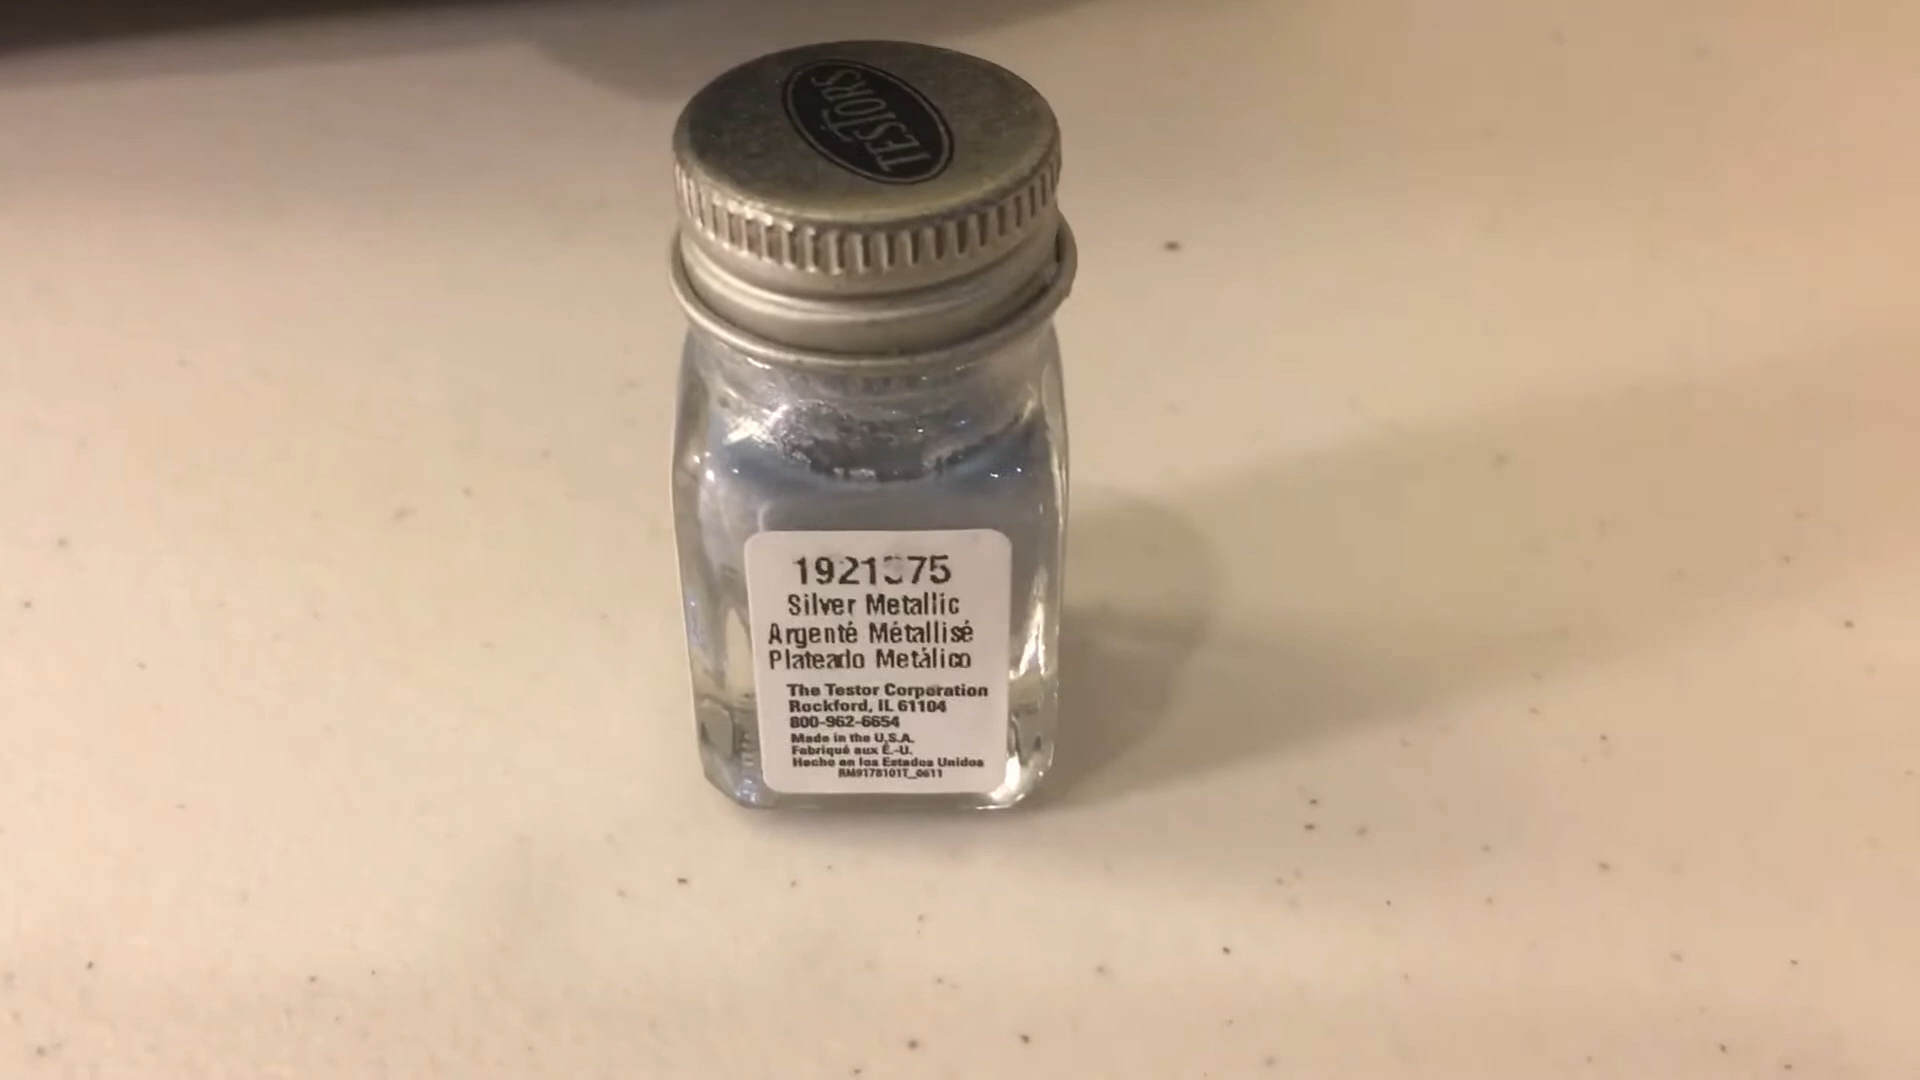 TESTORS
Silver Metallic
Argenté Métallisé
Plateado Metálico
The Testor Corporation
Rockford, IL 61104
800-962-6654
Made in the U.S.A.
Fabriqué aux É.-U.
Hecho en los Estados Unidos
RM9178101T_0611